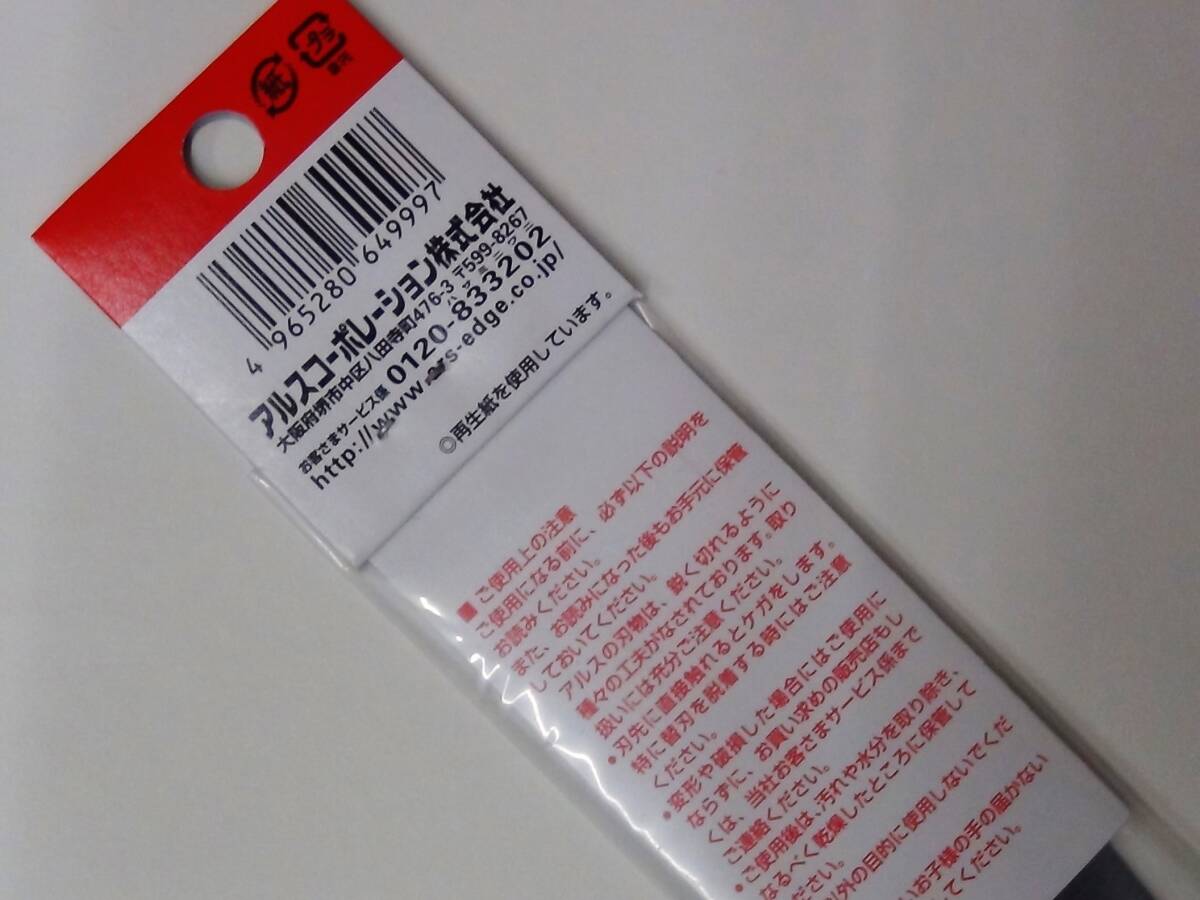 プラ
紙
4 965280 649997
アルスコーポレーション株式会社
大阪府堺市中区八田寺町476-3 〒599-8267
お客さまサービス係 0120-833202
http://www.ars-edge.co.jp/
◎再生紙を使用しています。
■ ご使用上の注意
ご使用になる前に、必ず以下の説明を
お読みください。
また、お読みになった後もお手元に保管
しておいてください。
アルスの刃物は、鋭く切れるように
種々の工夫がなされております。取り
扱いには充分ご注意ください。
・刃先に直接触れるとケガをします。
特に替刃を脱着する時にはご注意
ください。
・変形や破損した場合にはご使用に
ならずに、お買い求めの販売店もし
くは、当社お客さまサービス係まで
ご連絡ください。
・ご使用後は、汚れや水分を取り除き、
なるべく乾燥したところに保管して
ださい。
以外の目的に使用しないでくだ
いお子様の手の届かない
してください。